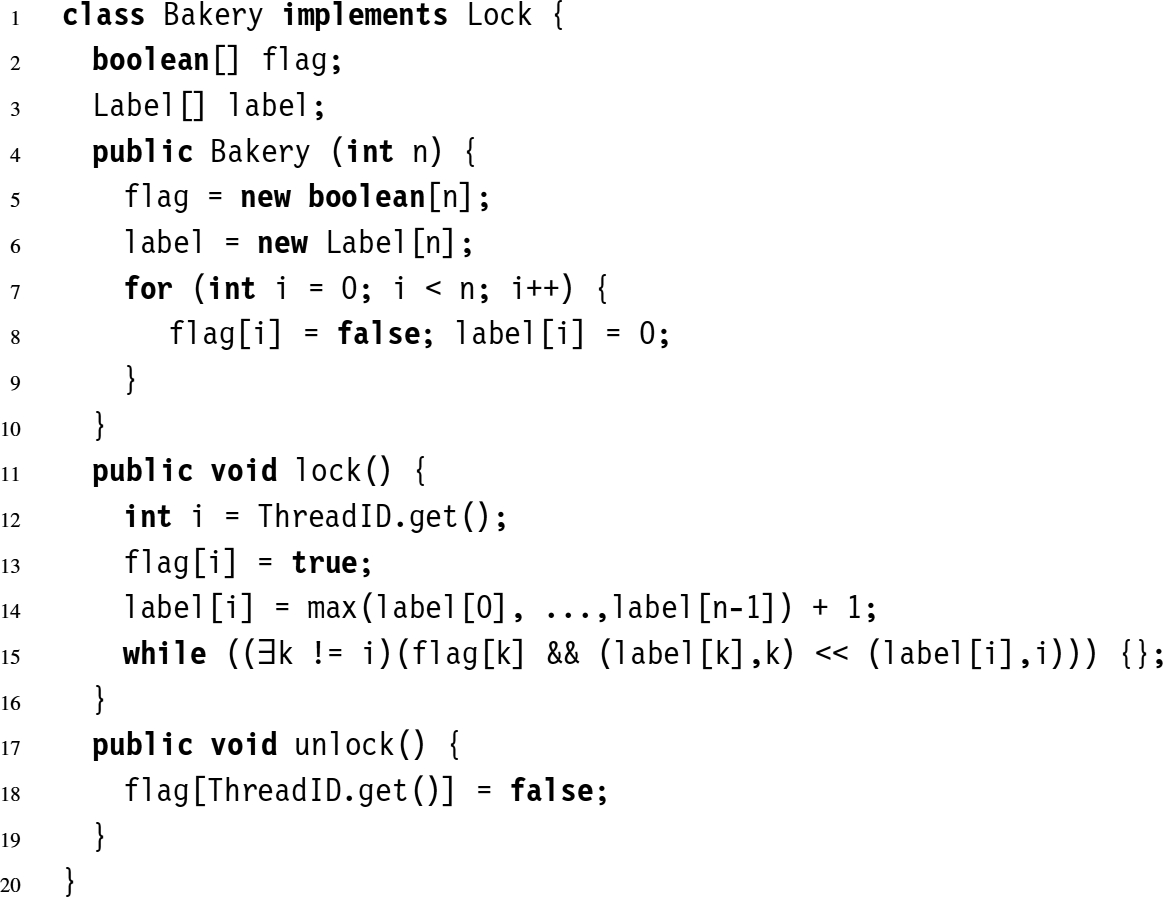 1 class Bakery implements Lock {
2 boolean[] flag;
3 Label[] label;
4 public Bakery (int n) {
5 flag = new boolean[n];
6 label = new Label[n];
7 for (int i = 0; i < n; i++) {
8 flag[i] = false; label[i] = 0;
9 }
10 }
11 public void lock() {
12 int i = ThreadID.get();
13 flag[i] = true;
14 label[i] = max(label[0], ...,label[n-1]) + 1;
15 while ((∃k != i)(flag[k] && (label[k],k) << (label[i],i))) {};
16 }
17 public void unlock() {
18 flag[ThreadID.get()] = false;
19 }
20 }